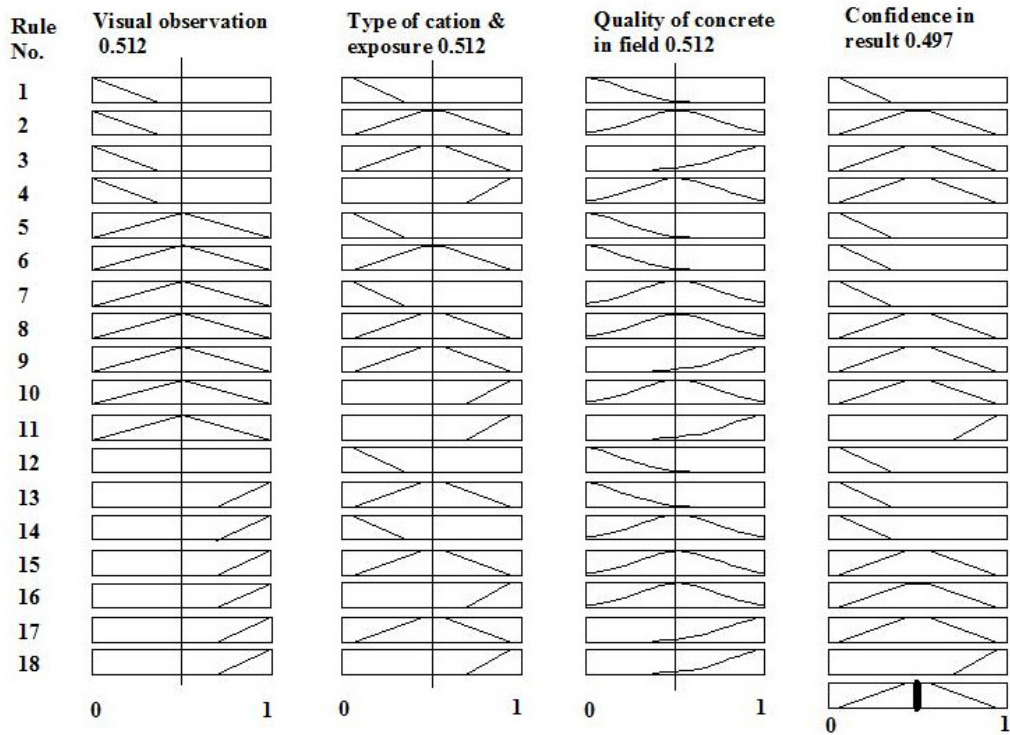 Rule
No.
Visual observation
0.512
Type of cation &
exposure 0.512
Quality of concrete
in field 0.512
Confidence in
result 0.497
1
2
3
4
5
6
7
8
9
10
11
12
13
14
15
16
17
18
0 1 0 1 0 1 0 1